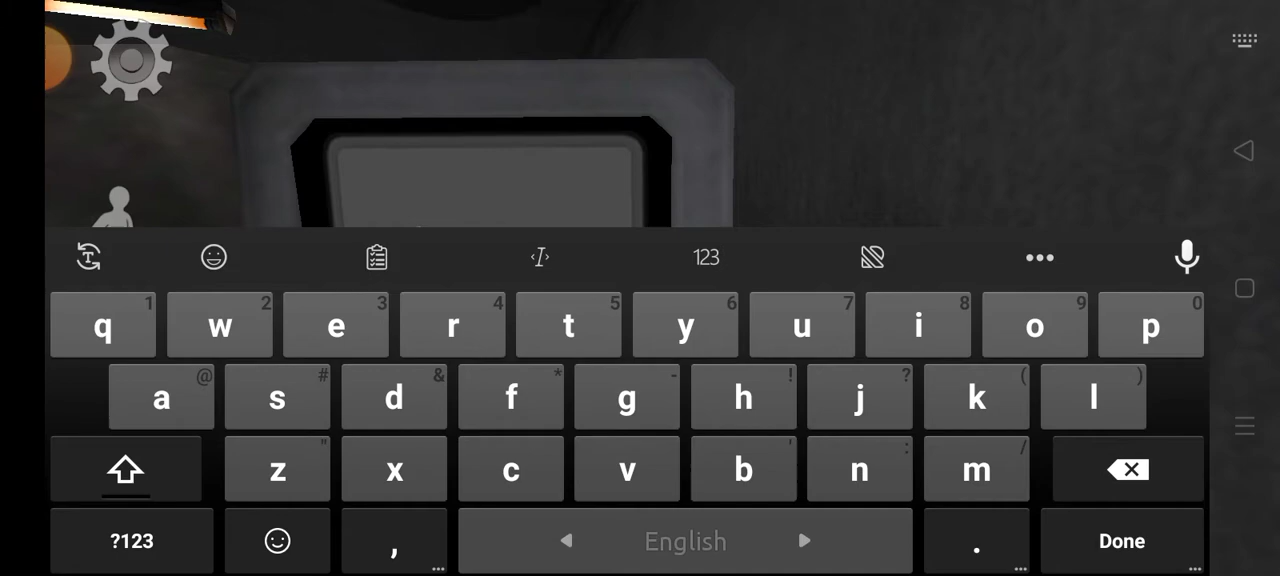 123
q 1 w 2 e 3 r 4 t 5 y 6 u 7 i 8 o 9 p 0
a @ s # d & f * g - h ! j ? k ( l )
z " x c v b ' n : m /
?123 , ... English . ... Done ...